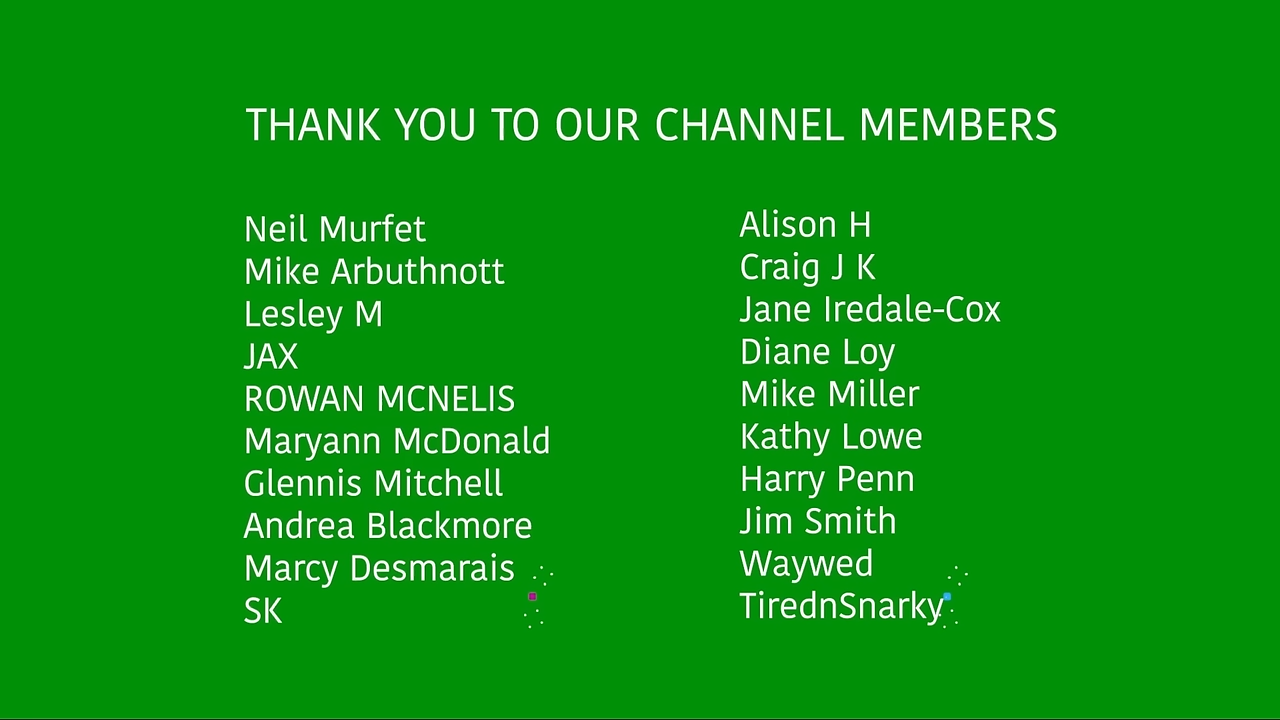 THANK YOU TO OUR CHANNEL MEMBERS
Neil Murfet
Mike Arbuthnott
Lesley M
JAX
ROWAN MCNELIS
Maryann McDonald
Glennis Mitchell
Andrea Blackmore
Marcy Desmarais
SK
Alison H
Craig J K
Jane Iredale-Cox
Diane Loy
Mike Miller
Kathy Lowe
Harry Penn
Jim Smith
Waywed
TirednSnarky